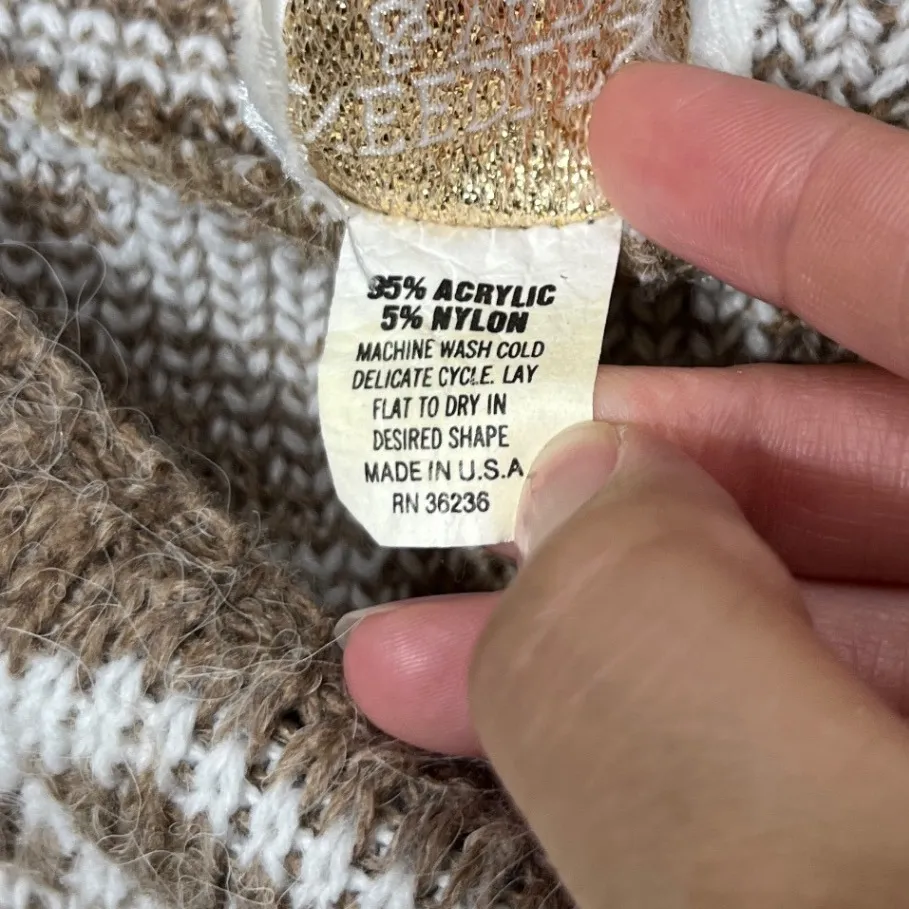 &
95% ACRYLIC
5% NYLON
MACHINE WASH COLD
DELICATE CYCLE. LAY
FLAT TO DRY IN
DESIRED SHAPE
MADE IN U.S.A.
RN 36236